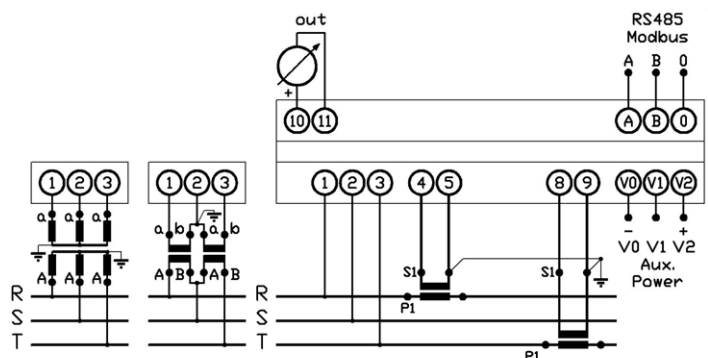 out
RS485
Modbus
A B 0
+
10 11 A B 0
1 2 3 1 2 3 1 2 3 4 5 8 9 V0 V1 V2
a a a a b a b
- +
V0 V1 V2
Aux.
Power
A A A A B A B S1 S1
R
P1
S
T
P1